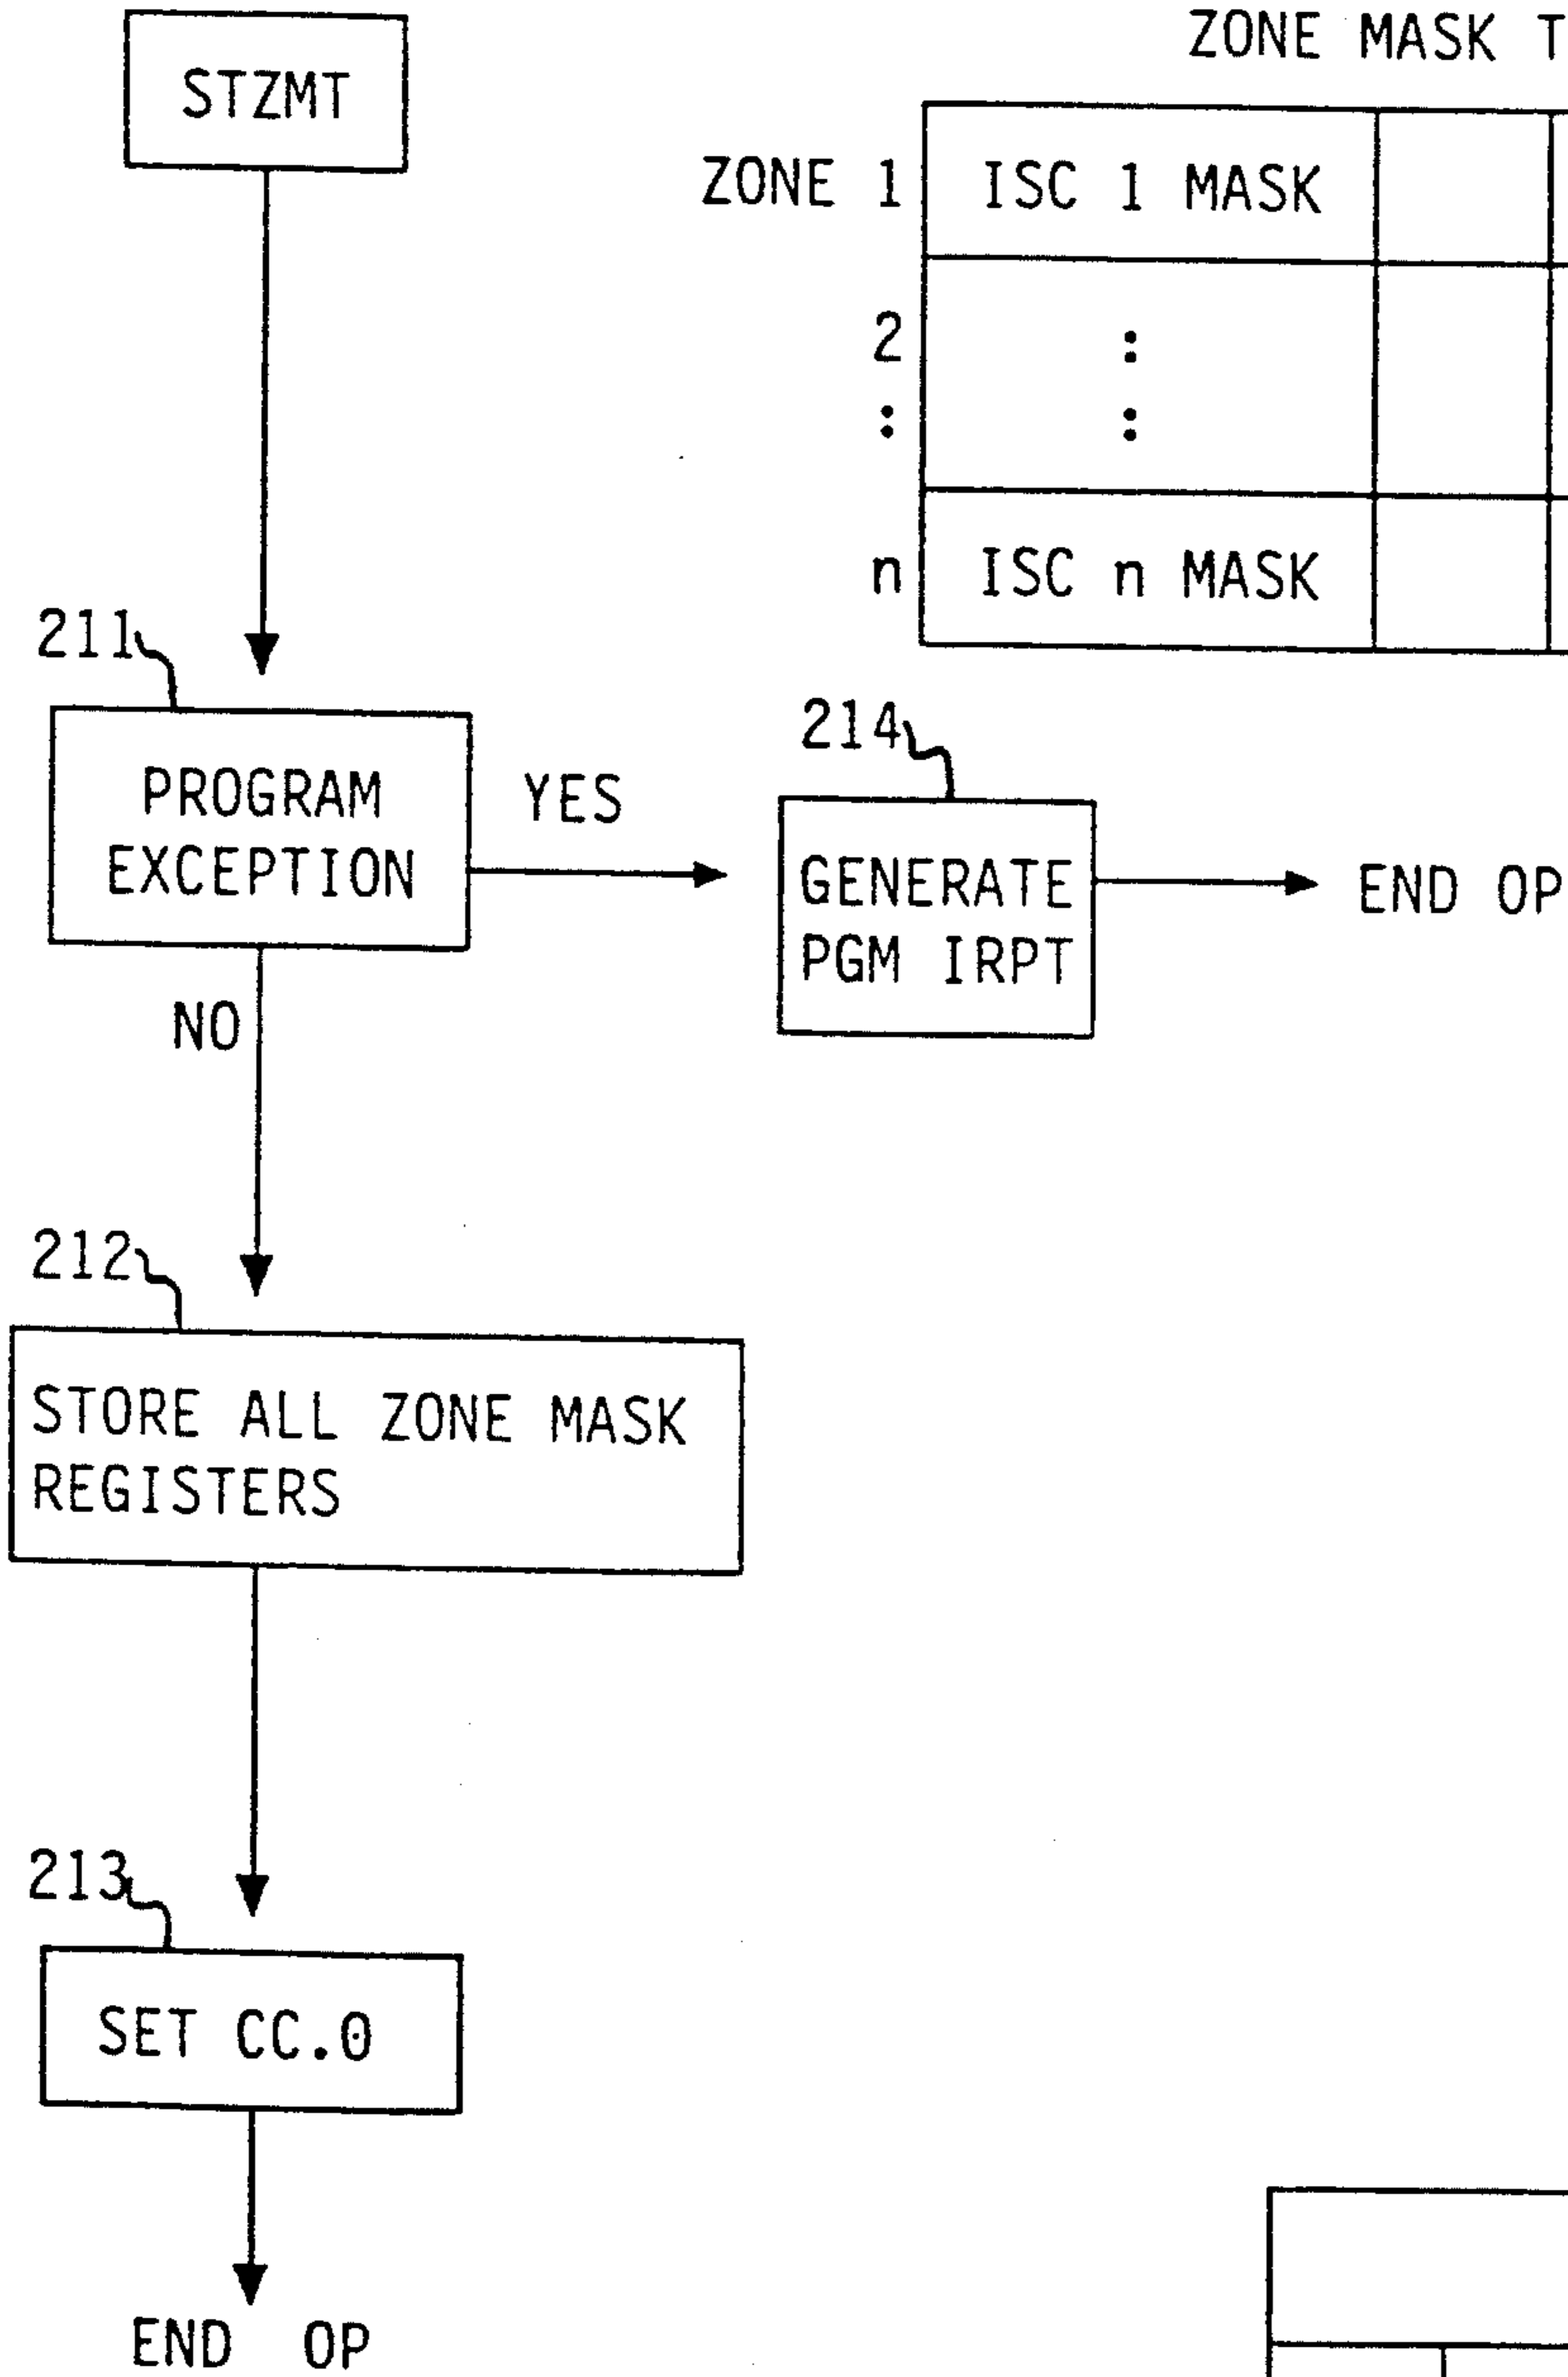 STZMT
ZONE MASK T
ZONE 1 ISC 1 MASK
2 :
: :
n ISC n MASK
211
PROGRAM
EXCEPTION
YES
214
GENERATE
PGM IRPT
END OP
NO
212
STORE ALL ZONE MASK
REGISTERS
213
SET CC.0
END OP